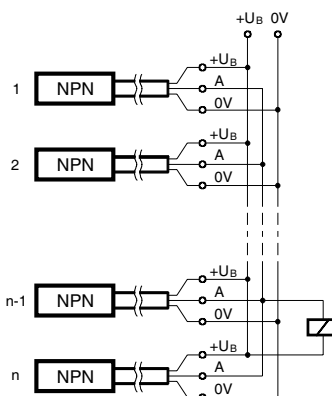 +UB 0V
+UB
1 NPN A
0V
+UB
2 NPN A
0V
+UB
n-1 NPN A
0V
+UB
n NPN A
0V